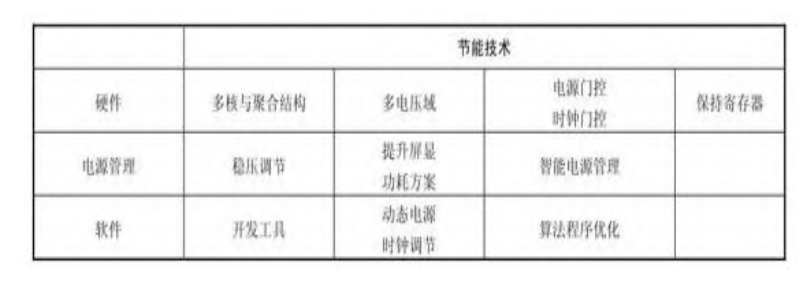 节能技术
硬件 多核与聚合结构 多电压域 电源门控 保持寄存器
时钟门控
电源管理 稳压调节 提升屏显 智能电源管理
功耗方案
软件 开发工具 动态电源 算法程序优化
时钟调节